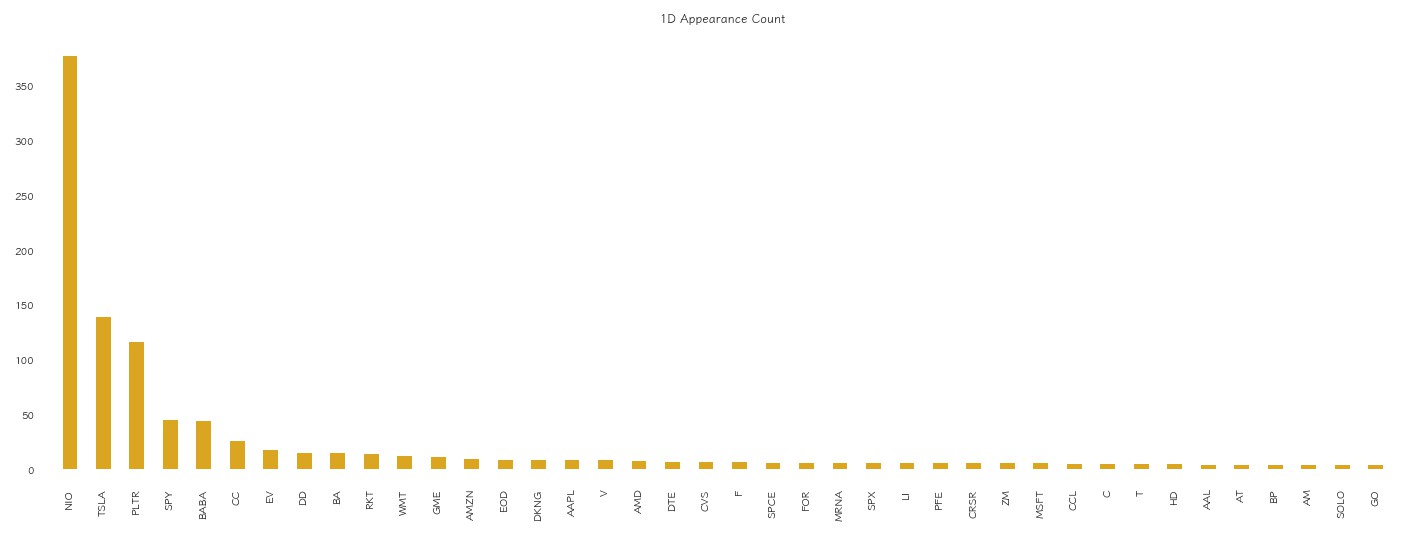 1D Appearance Count
350
300
250
200
150
100
50
0
NIO
TSLA
PLTR
SPY
BABA
CC
EV
DD
BA
RKT
WMT
GME
AMZN
EOD
DKNG
AAPL
V
AMD
DTE
CVS
F
SPCE
FOR
MRNA
SPX
LI
PFE
CRSR
ZM
MSFT
CCL
C
T
HD
AAL
AT
BP
AM
SOLO
GO